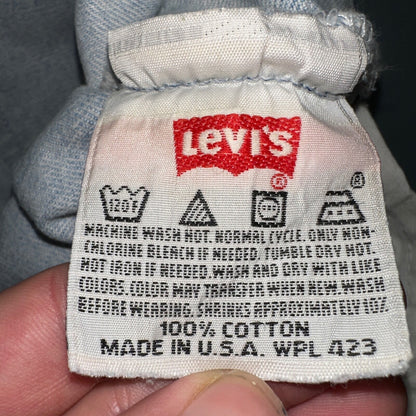 Levi's
®
120°F
®
MACHINE WASH HOT. NORMAL CYCLE. ONLY NON-
CHLORINE BLEACH IF NEEDED. TUMBLE DRY HOT.
HOT IRON IF NEEDED. WASH AND DRY WITH LIKE
COLORS. COLOR MAY TRANSFER WHEN NEW. WASH
BEFORE WEARING. SHRINKS APPROXIMATELY 10%
100% COTTON
MADE IN U.S.A. WPL 423